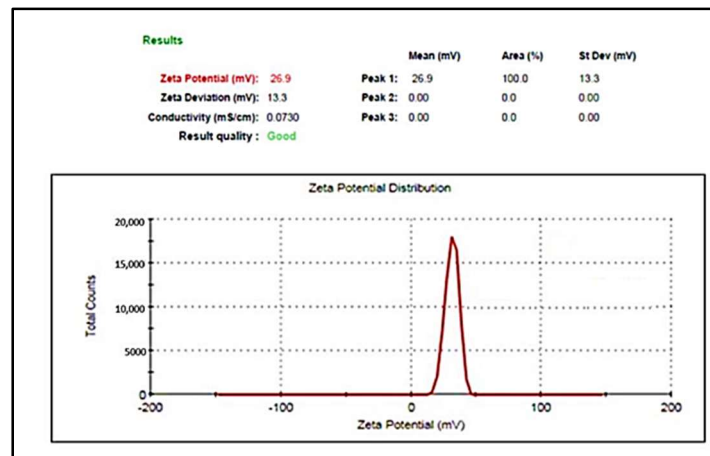 Results
Mean (mV) Area (%) St Dev (mV)
Zeta Potential (mV): 26.9 Peak 1: 26.9 100.0 13.3
Zeta Deviation (mV): 13.3 Peak 2: 0.00 0.0 0.00
Conductivity (mS/cm): 0.0730 Peak 3: 0.00 0.0 0.00
Result quality : Good
Zeta Potential Distribution
20,000
15,000
10,000
5000
0
Total Counts
-200 -100 0 100 200
Zeta Potential (mV)